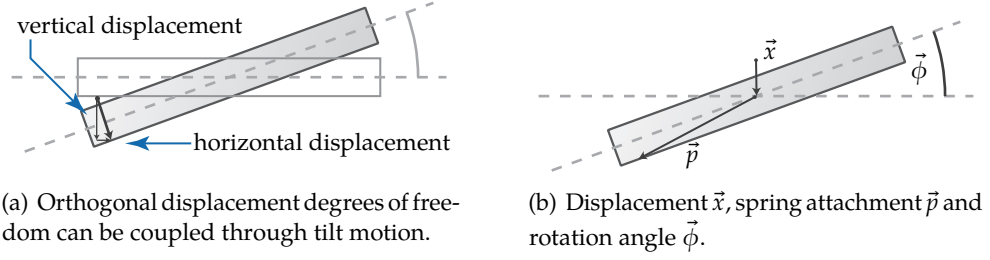 vertical displacement
horizontal displacement
(a) Orthogonal displacement degrees of free-
dom can be coupled through tilt motion.
x⃗
ϕ⃗
p⃗
(b) Displacement x⃗, spring attachment p⃗ and
rotation angle ϕ⃗.